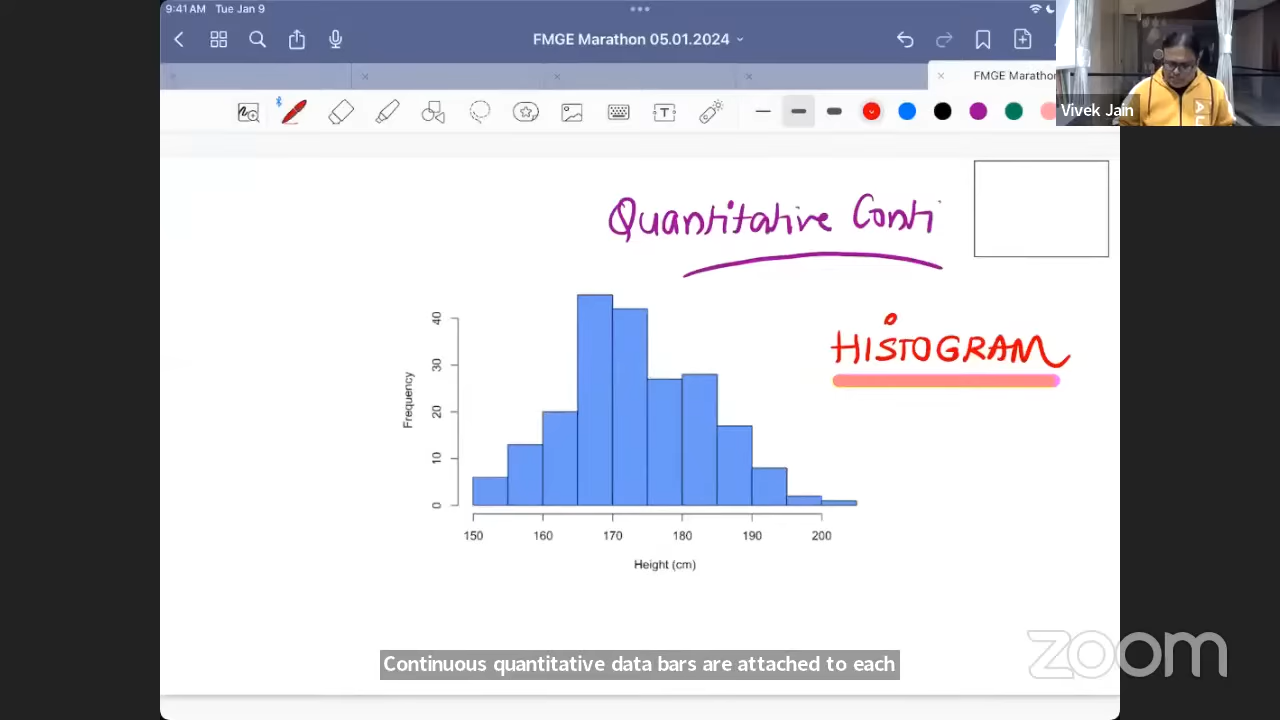 9:41 AM Tue Jan 9
FMGE Marathon 05.01.2024
FMGE Marathon
T
Vivek Jain
Quantitative Conti
HISTOGRAM
Frequency
40
30
20
10
0
150 160 170 180 190 200
Height (cm)
Continuous quantitative data bars are attached to each
zoom